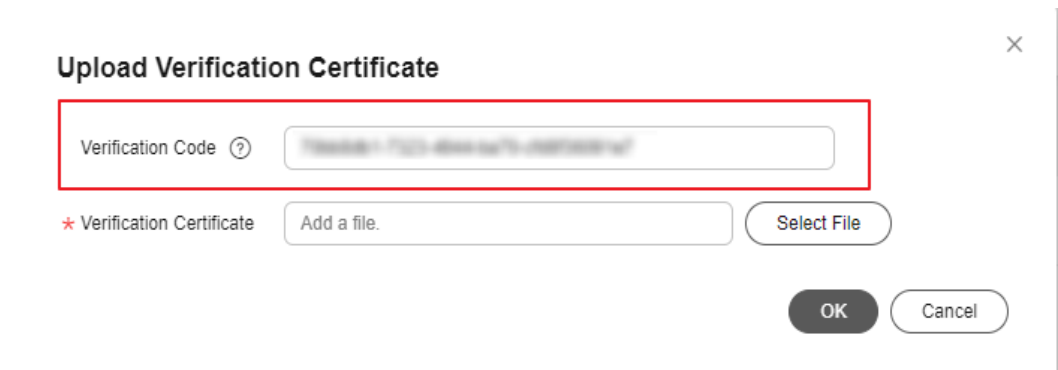 Upload Verification Certificate
Verification Code ?
* Verification Certificate Add a file. Select File
OK Cancel